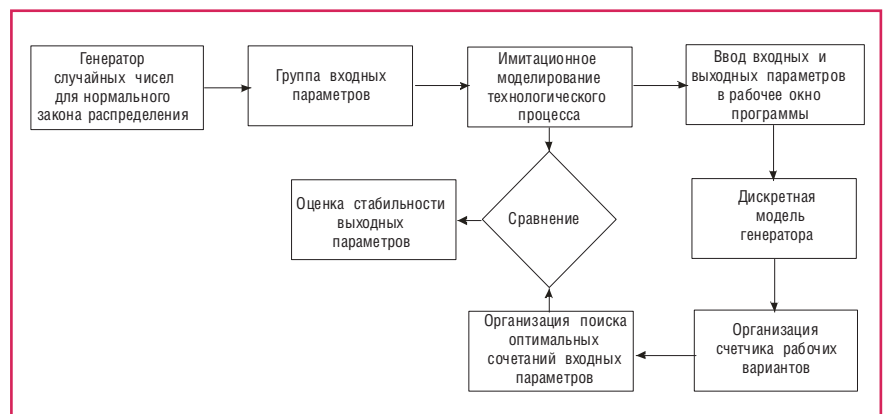 Генератор
случайных чисел
для нормального
закона распределения
Группа входных
параметров
Имитационное
моделирование
технологического
процесса
Ввод входных и
выходных параметров
в рабочее окно
программы
Оценка стабильности
выходных
параметров
Сравнение
Дискретная
модель
генератора
Организация поиска
оптимальных
сочетаний входных
параметров
Организация
счетчика рабочих
вариантов